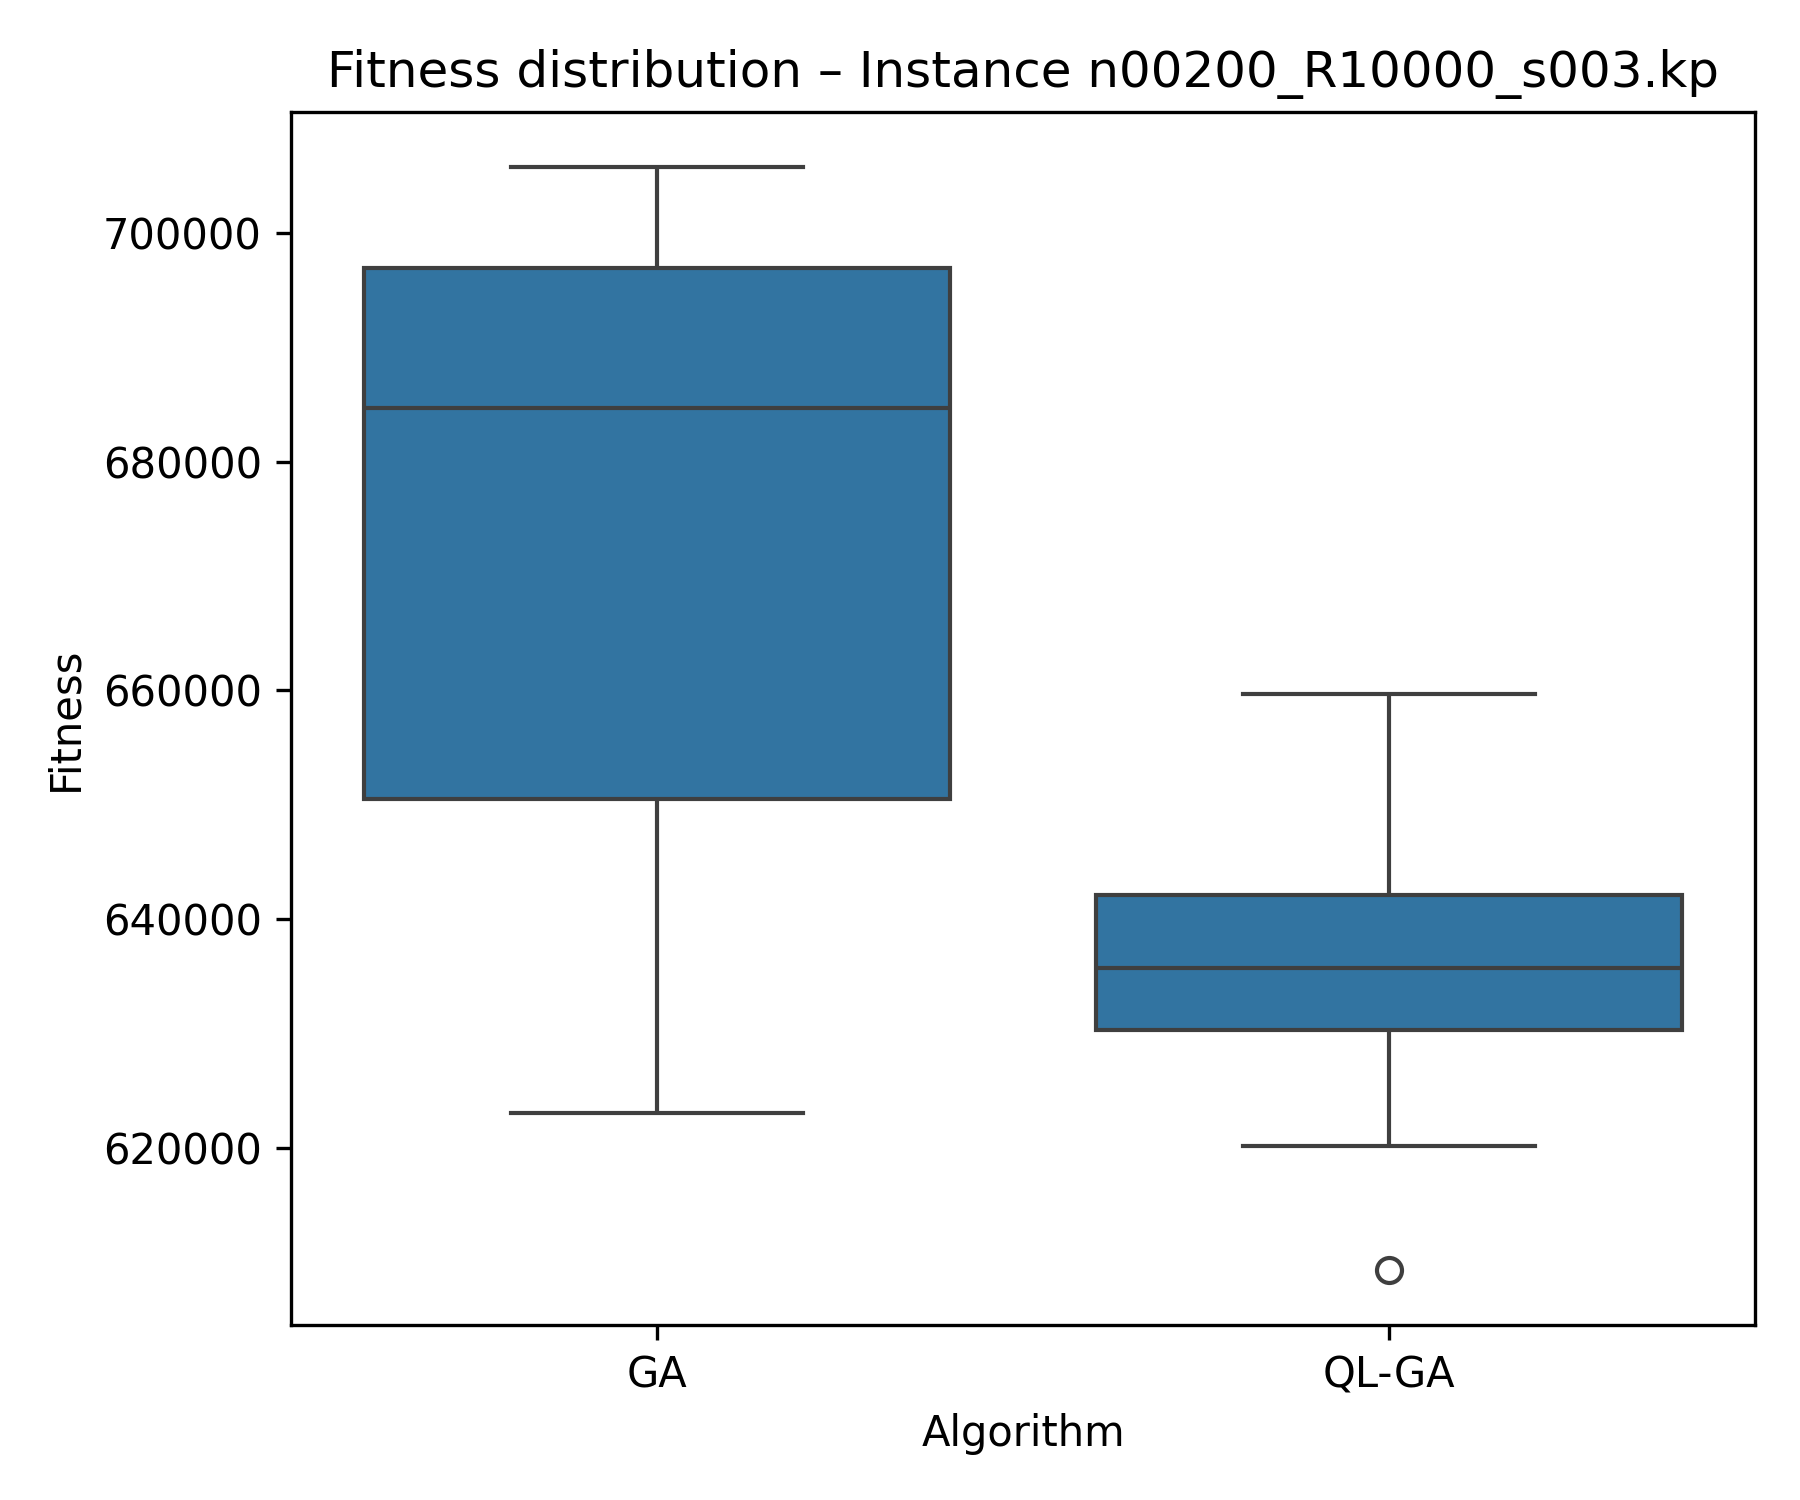 Fitness distribution – Instance n00200_R10000_s003.kp
700000
680000
660000
640000
620000
Fitness
GA
QL-GA
Algorithm